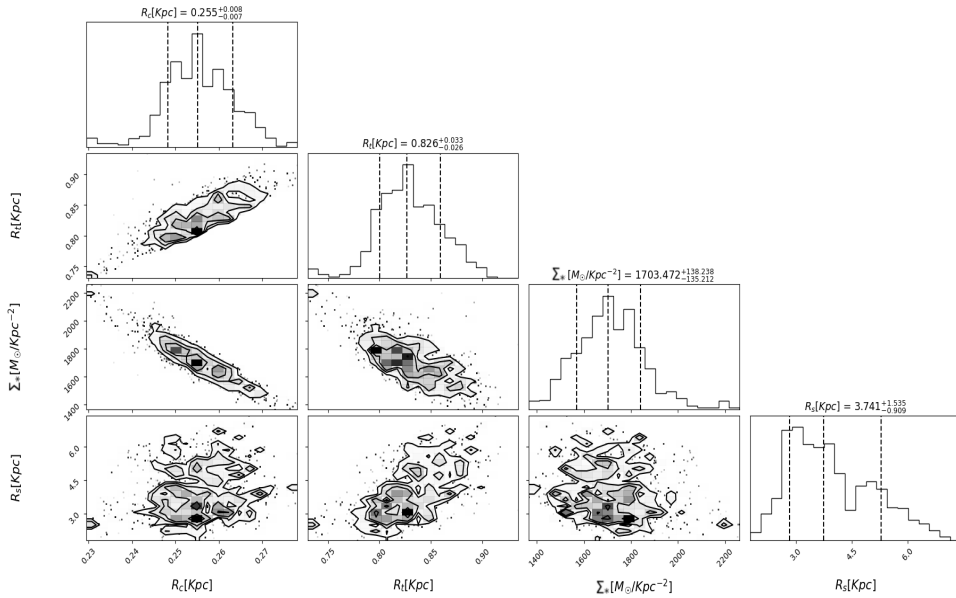 R_c[Kpc] = 0.255^{+0.008}_{-0.007}
R_t[Kpc] = 0.826^{+0.033}_{-0.026}
0.90
0.85
0.80
0.75
R_t[Kpc]
∑_*[M_⊙/Kpc^{-2}] = 1703.472^{+138.238}_{-135.212}
2200
2000
1800
1600
1400
∑_*[M_⊙/Kpc^{-2}]
R_s[Kpc] = 3.741^{+1.535}_{-0.909}
6.0
4.5
3.0
R_s[Kpc]
0.23 0.24 0.25 0.26 0.27
0.75 0.80 0.85 0.90
1400 1600 1800 2000 2200
3.0 4.5 6.0
R_c[Kpc]
R_t[Kpc]
∑_*[M_⊙/Kpc^{-2}]
R_s[Kpc]